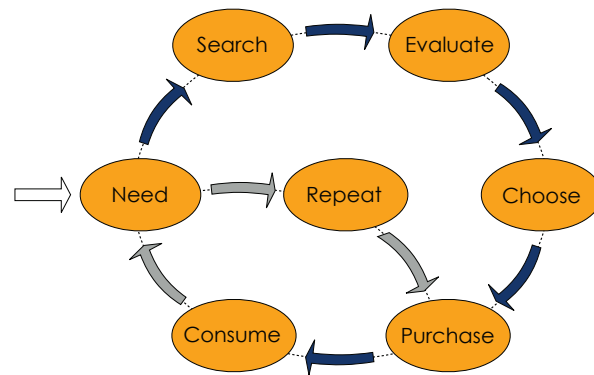 Search
Evaluate
Need
Repeat
Choose
Consume
Purchase